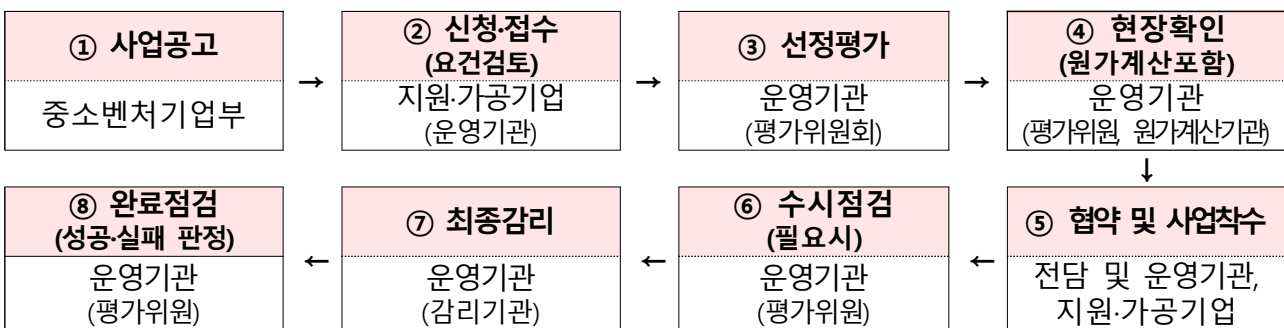 ① 사업공고
중소벤처기업부
→
② 신청·접수
(요건검토)
지원·가공기업
(운영기관)
→
③ 선정평가
운영기관
(평가위원회)
→
④ 현장확인
(원가계산포함)
운영기관
(평가위원, 원가계산기관)
↓
⑤ 협약 및 사업착수
전담 및 운영기관,
지원·가공기업
←
⑥ 수시점검
(필요시)
운영기관
(평가위원)
←
⑦ 최종감리
운영기관
(감리기관)
←
⑧ 완료점검
(성공·실패 판정)
운영기관
(평가위원)